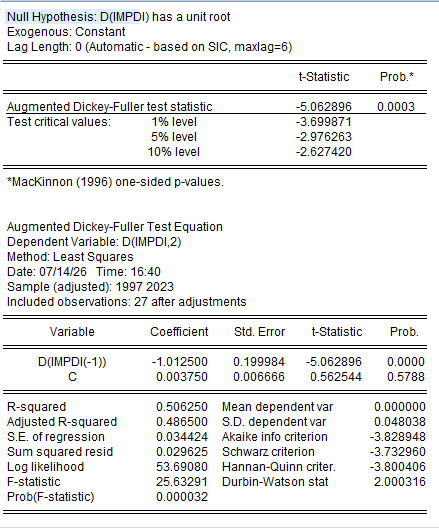 Null Hypothesis: D(IMPDI) has a unit root
Exogenous: Constant
Lag Length: 0 (Automatic - based on SIC, maxlag=6)
t-Statistic Prob.*
Augmented Dickey-Fuller test statistic -5.062896 0.0003
Test critical values: 1% level -3.699871
5% level -2.976263
10% level -2.627420
*MacKinnon (1996) one-sided p-values.
Augmented Dickey-Fuller Test Equation
Dependent Variable: D(IMPDI,2)
Method: Least Squares
Date: 07/14/26 Time: 16:40
Sample (adjusted): 1997 2023
Included observations: 27 after adjustments
Variable Coefficient Std. Error t-Statistic Prob.
D(IMPDI(-1)) -1.012500 0.199984 -5.062896 0.0000
C 0.003750 0.006666 0.562544 0.5788
R-squared 0.506250 Mean dependent var 0.000000
Adjusted R-squared 0.486500 S.D. dependent var 0.048038
S.E. of regression 0.034424 Akaike info criterion -3.828948
Sum squared resid 0.029625 Schwarz criterion -3.732960
Log likelihood 53.69080 Hannan-Quinn criter. -3.800406
F-statistic 25.63291 Durbin-Watson stat 2.000316
Prob(F-statistic) 0.000032